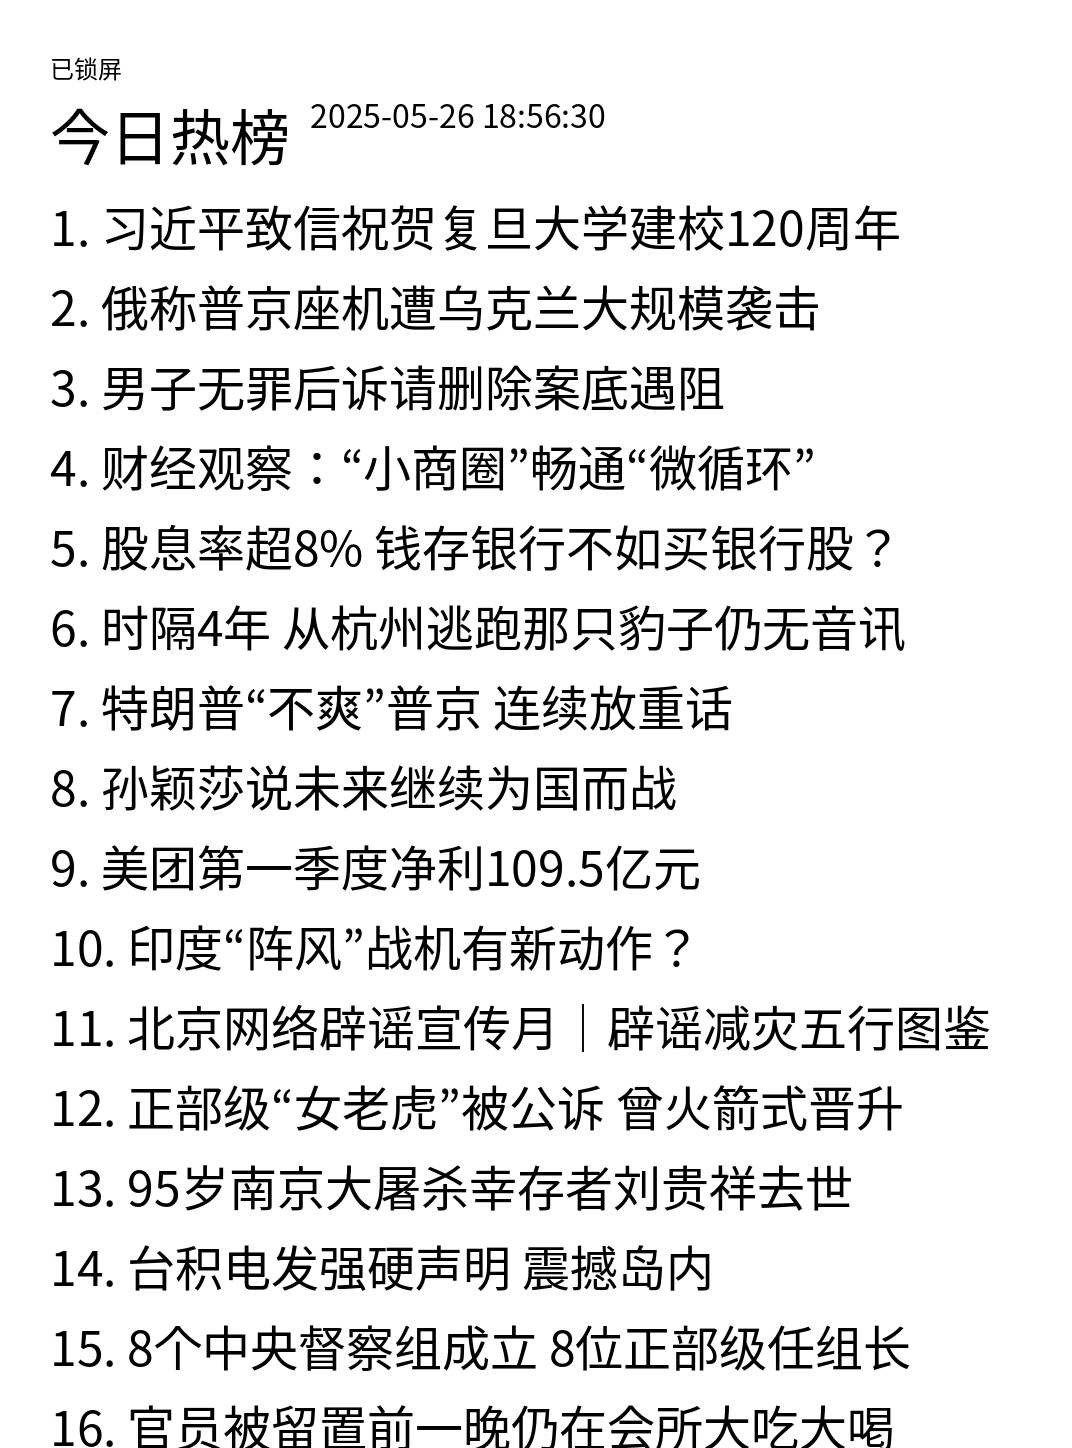 已锁屏
今日热榜 2025-05-26 18:56:30
1. 习近平致信祝贺复旦大学建校120周年
2. 俄称普京座机遭乌克兰大规模袭击
3. 男子无罪后诉请删除案底遇阻
4. 财经观察：“小商圈”畅通“微循环”
5. 股息率超8% 钱存银行不如买银行股？
6. 时隔4年 从杭州逃跑那只豹子仍无音讯
7. 特朗普“不爽”普京 连续放重话
8. 孙颖莎说未来继续为国而战
9. 美团第一季度净利109.5亿元
10. 印度“阵风”战机有新动作？
11. 北京网络辟谣宣传月｜辟谣减灾五行图鉴
12. 正部级“女老虎”被公诉 曾火箭式晋升
13. 95岁南京大屠杀幸存者刘贵祥去世
14. 台积电发强硬声明 震撼岛内
15. 8个中央督察组成立 8位正部级任组长
16. 官员被留置前一晚仍在会所大吃大喝